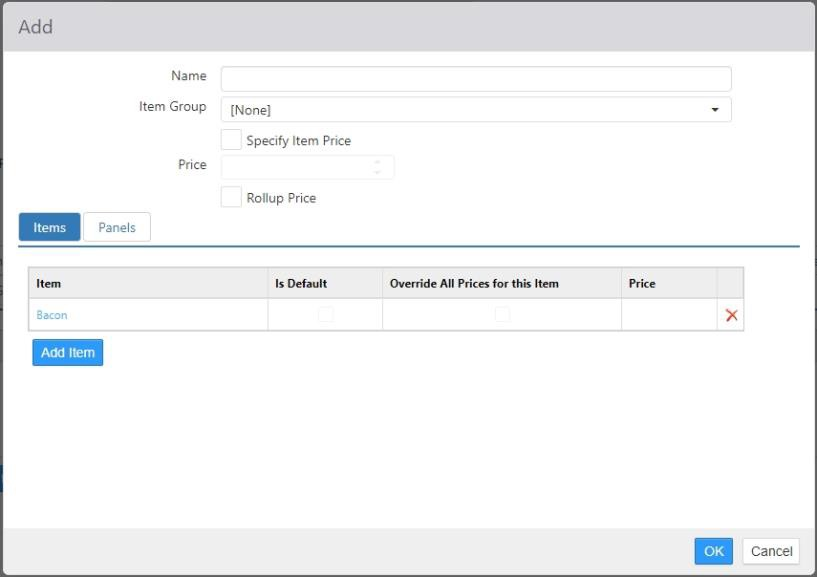 Add
Name
Item Group [None]
Specify Item Price
Price
Rollup Price
Items Panels
Item Is Default Override All Prices for this Item Price
Bacon
Add Item
OK Cancel